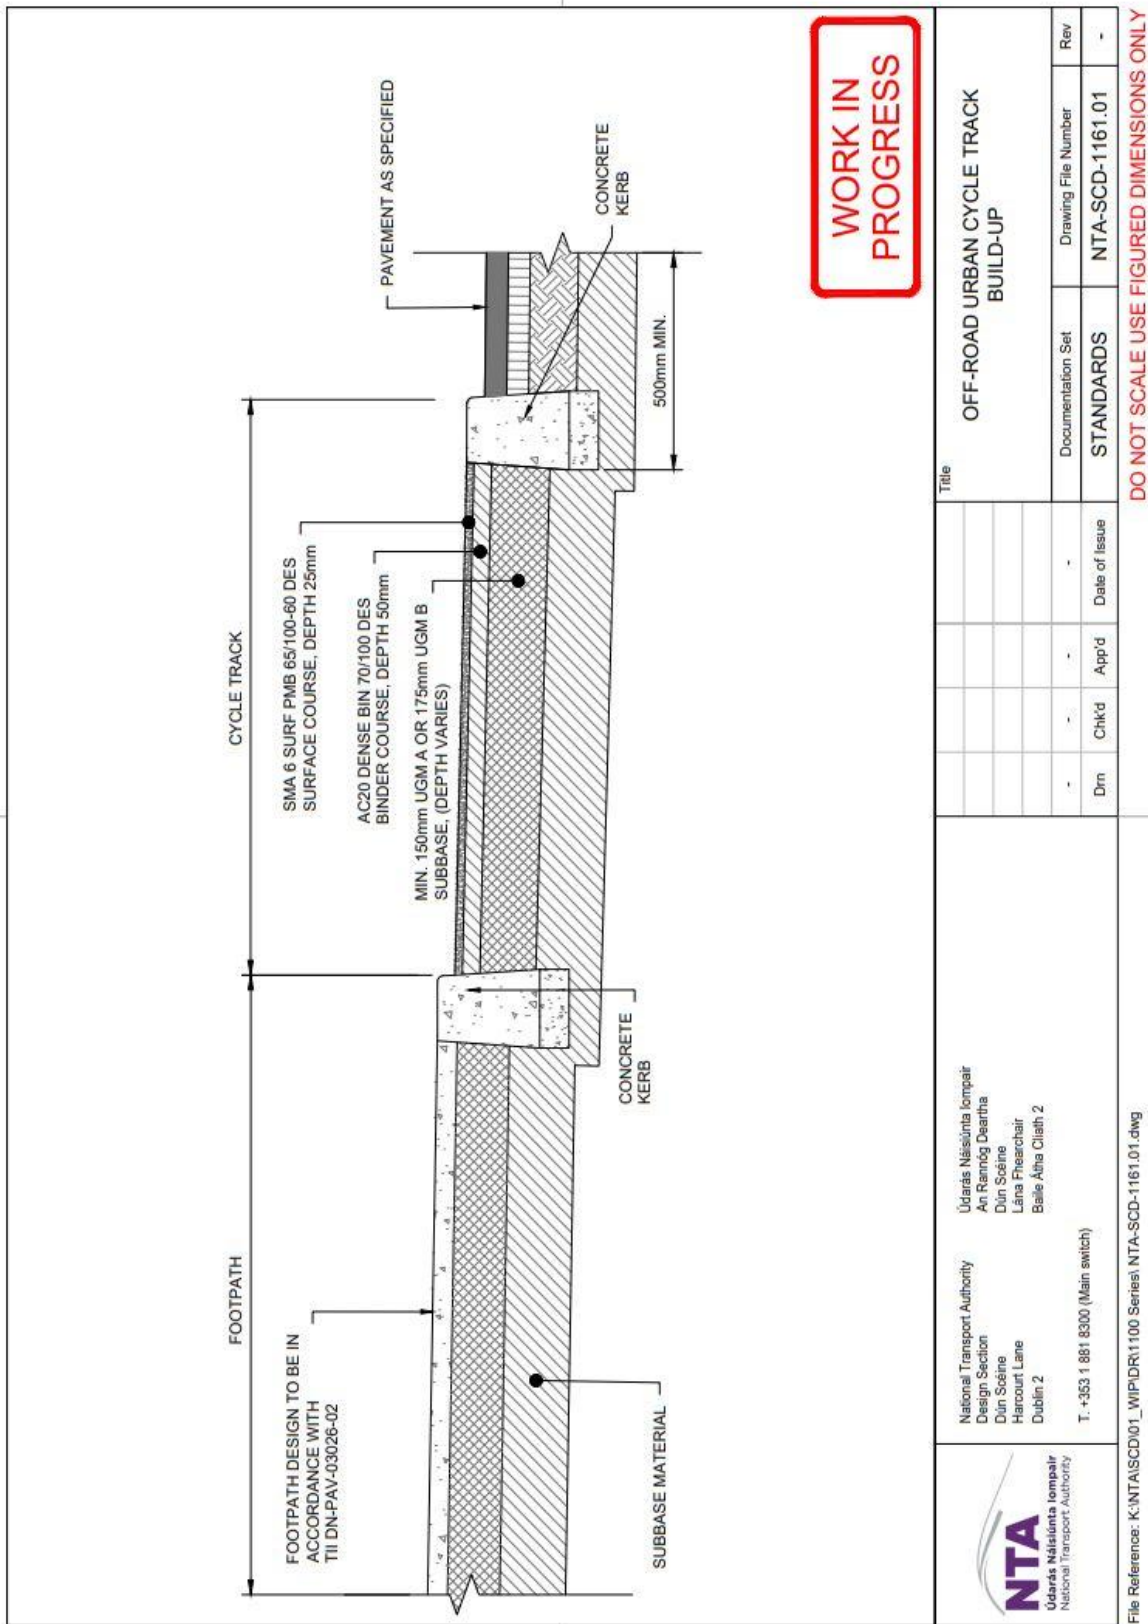 FOOTPATH
CYCLE TRACK
FOOTPATH DESIGN TO BE IN
ACCORDANCE WITH
TII DN-PAV-03026-02
SMA 6 SURF PMB 65/100-60 DES
SURFACE COURSE, DEPTH 25mm
AC20 DENSE BIN 70/100 DES
BINDER COURSE, DEPTH 50mm
MIN. 150mm UGM A OR 175mm UGM B
SUBBASE, (DEPTH VARIES)
PAVEMENT AS SPECIFIED
CONCRETE
KERB
CONCRETE
KERB
500mm MIN.
SUBBASE MATERIAL
WORK IN
PROGRESS
NTA
Údarás Náisiúnta Iompair
National Transport Authority
National Transport Authority
Design Section
Dún Scéine
Harcourt Lane
Dublin 2
Údarás Náisiúnta Iompair
An Rannóg Deartha
Dún Scéine
Lána Fhearchair
Baile Átha Cliath 2
T. +353 1 881 8300 (Main switch)
- - - -
Drn Chk'd App'd Date of Issue
Title
OFF-ROAD URBAN CYCLE TRACK
BUILD-UP
Documentation Set Drawing File Number Rev
STANDARDS NTA-SCD-1161.01 -
File Reference: K:\NTA\SCD\01_WIP\DR\1100 Series\ NTA-SCD-1161.01.dwg
DO NOT SCALE USE FIGURED DIMENSIONS ONLY